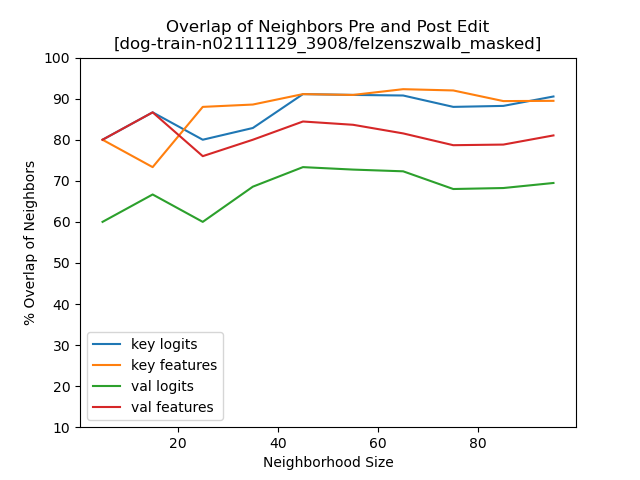 Overlap of Neighbors Pre and Post Edit
[dog-train-n02111129_3908/felzenszwalb_masked]
100
90
80
70
60
50
40
30
20
10
% Overlap of Neighbors
key logits
key features
val logits
val features
20 40 60 80
Neighborhood Size